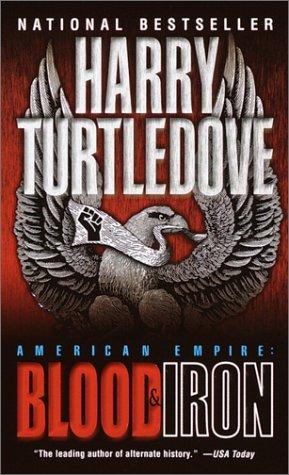 NATIONAL BESTSELLER
HARRY
TURTLEDOVE
AMERICAN EMPIRE:
BLOOD & IRON
"The leading author of alternate history." —USA Today